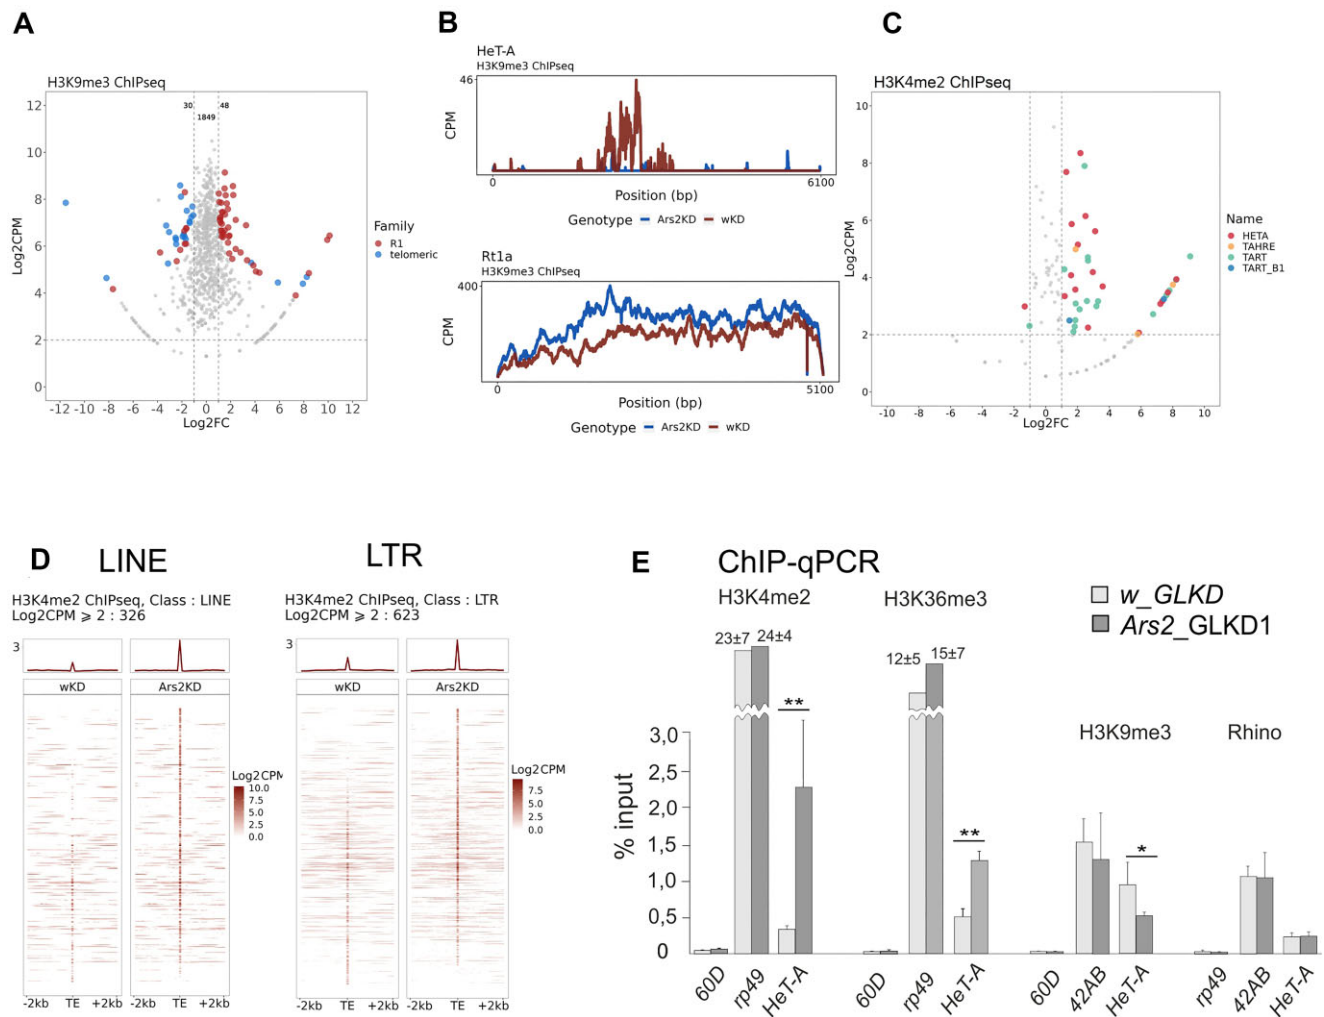 A
H3K9me3 ChIPseq
30
48
1849
12
10
8
6
4
2
0
Log2CPM
-12 -10 -8 -6 -4 -2 0 2 4 6 8 10 12
Log2FC
Family
R1
telomeric
B
HeT-A
H3K9me3 ChIPseq
46
CPM
0
6100
Position (bp)
Genotype Ars2KD wKD
Rt1a
H3K9me3 ChIPseq
400
CPM
0
5100
Position (bp)
Genotype Ars2KD wKD
C
H3K4me2 ChIPseq
10
8
6
4
2
0
Log2CPM
-10 -8 -6 -4 -2 0 2 4 6 8 10
Log2FC
Name
HETA
TAHRE
TART
TART_B1
D LINE
H3K4me2 ChIPseq, Class : LINE
Log2CPM ⩾ 2 : 326
3
wKD
Ars2KD
-2kb TE +2kb
-2kb TE +2kb
Log2CPM
10.0
7.5
5.0
2.5
0.0
LTR
H3K4me2 ChIPseq, Class : LTR
Log2CPM ⩾ 2 : 623
3
wKD
Ars2KD
-2kb TE +2kb
-2kb TE +2kb
Log2CPM
7.5
5.0
2.5
0.0
E ChIP-qPCR
w_GLKD
Ars2_GLKD1
H3K4me2
23±7 24±4
**
H3K36me3
12±5 15±7
**
H3K9me3
*
Rhino
% input
3,0
2,5
2,0
1,5
1,0
0,5
0
60D rp49 HeT-A
60D rp49 HeT-A
60D 42AB HeT-A
rp49 42AB HeT-A